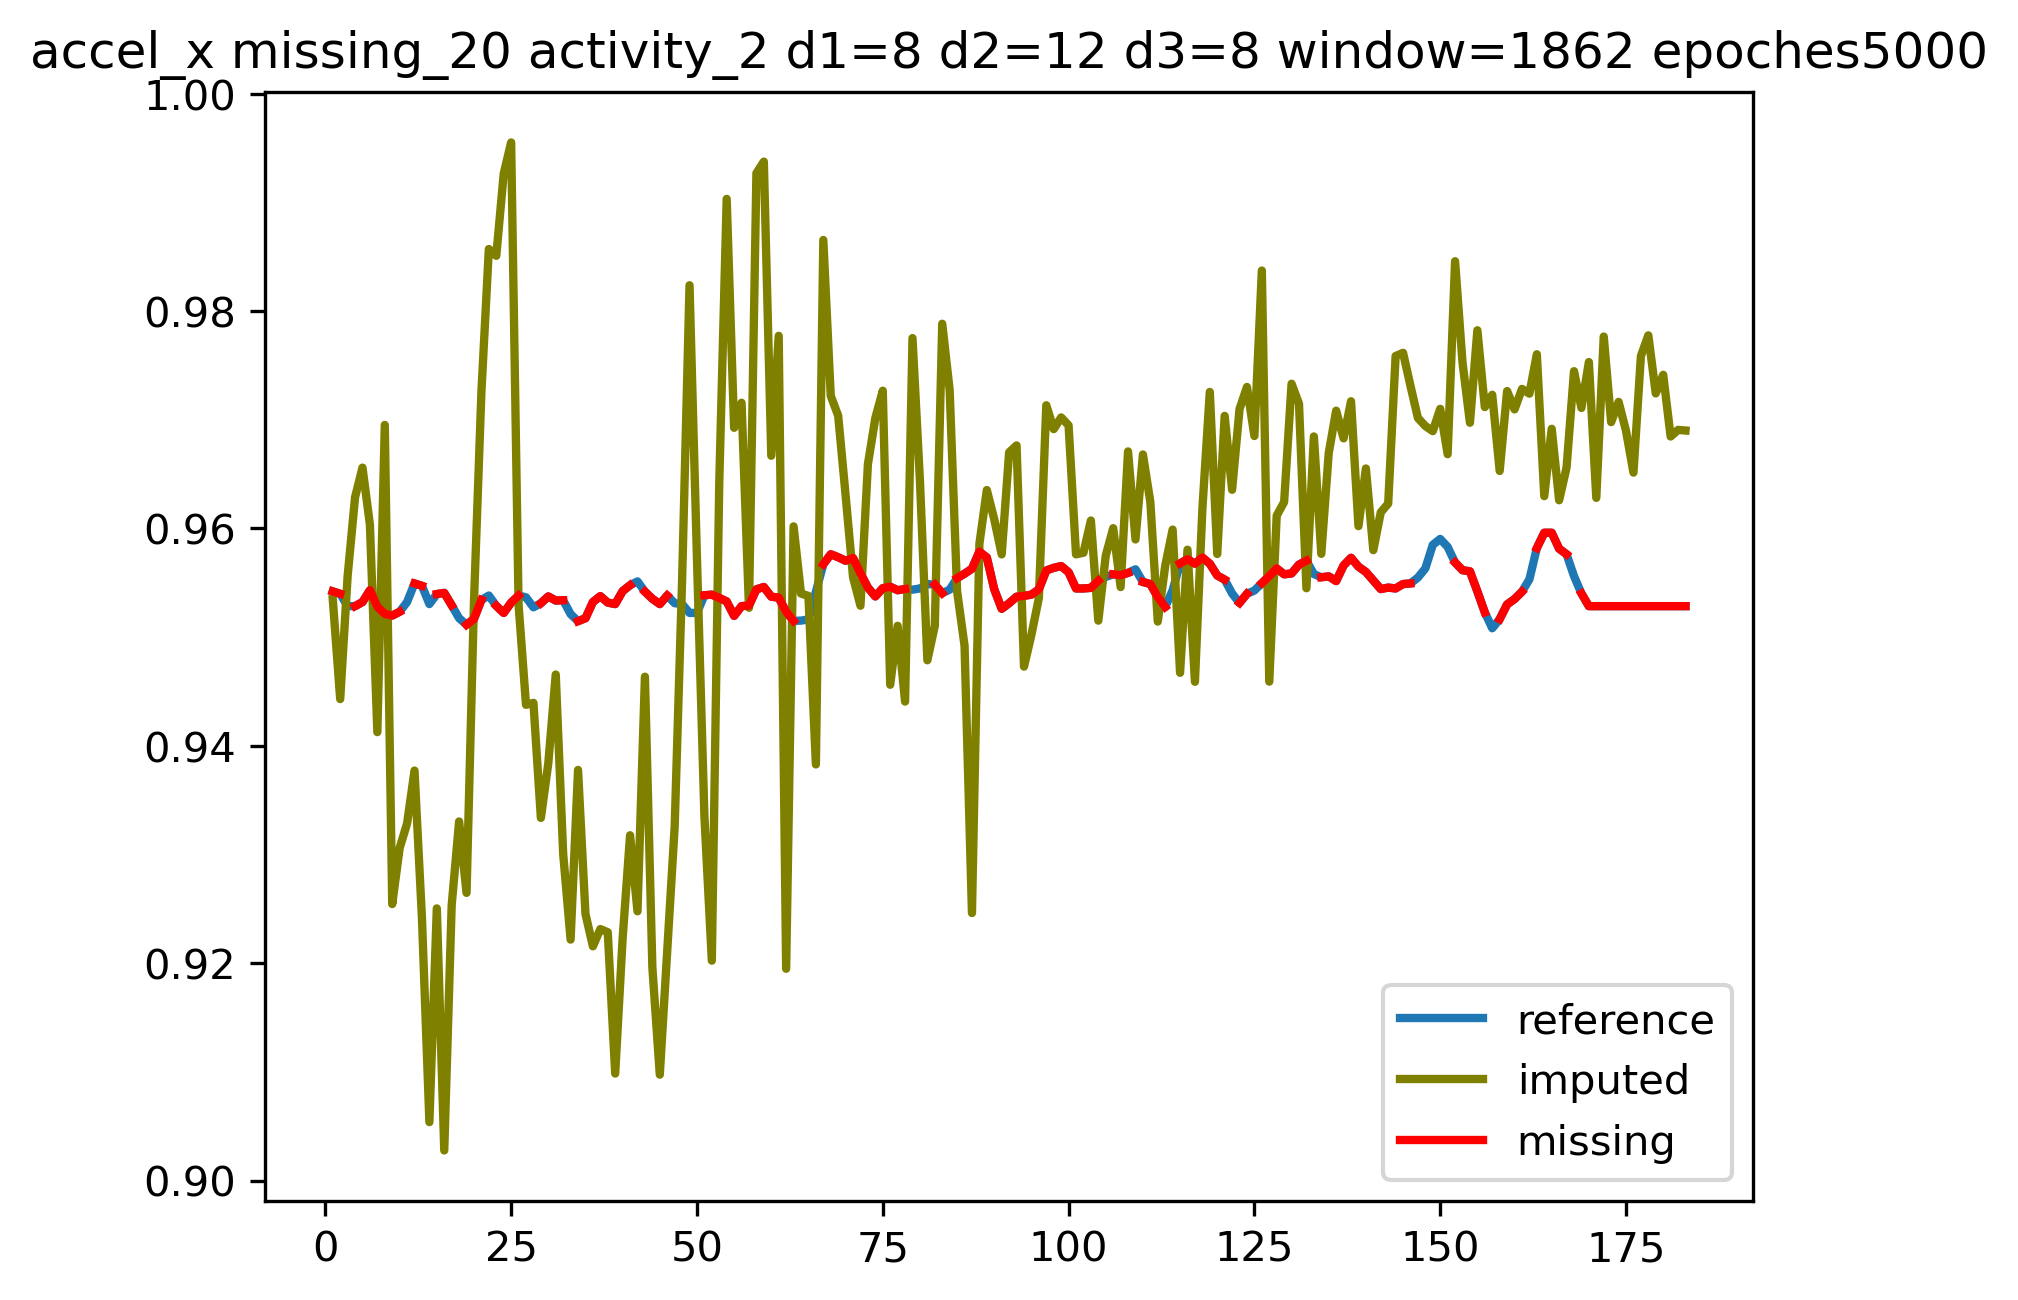 accel_x missing_20 activity_2 d1=8 d2=12 d3=8 window=1862 epoches5000
1.00
0.98
0.96
0.94
0.92
0.90
reference
imputed
missing
0 25 50 75 100 125 150 175